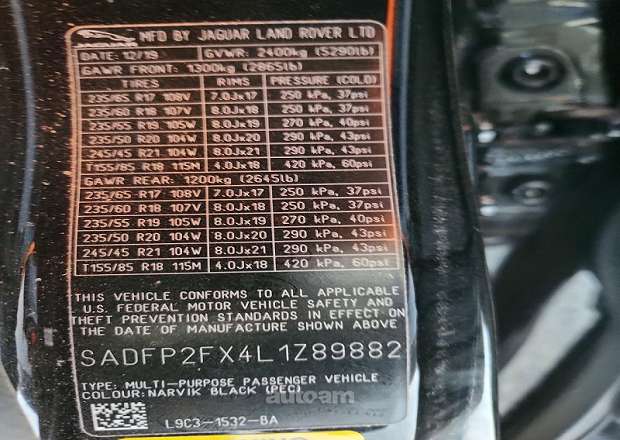 MFD BY JAGUAR LAND ROVER LTD
DATE: 12/19 GVWR: 2400kg (5290lb)
GAWR FRONT: 1300kg (2865lb)
TIRES RIMS PRESSURE (COLD)
235/65 R17 108V 7.0Jx17 250 kPa, 37psi
235/60 R18 107V 8.0Jx18 250 kPa, 37psi
235/55 R19 105W 8.0Jx19 270 kPa, 40psi
235/50 R20 104W 8.0Jx20 290 kPa, 43psi
245/45 R21 104W 8.0Jx21 290 kPa, 43psi
T155/85 R18 115M 4.0Jx18 420 kPa, 60psi
GAWR REAR: 1200kg (2645lb)
235/65 R17 108V 7.0Jx17 250 kPa, 37psi
235/60 R18 107V 8.0Jx18 250 kPa, 37psi
235/55 R19 105W 8.0Jx19 270 kPa, 40psi
235/50 R20 104W 8.0Jx20 290 kPa, 43psi
245/45 R21 104W 8.0Jx21 290 kPa, 43psi
T155/85 R18 115M 4.0Jx18 420 kPa, 60psi
THIS VEHICLE CONFORMS TO ALL APPLICABLE
U.S. FEDERAL MOTOR VEHICLE SAFETY AND
THEFT PREVENTION STANDARDS IN EFFECT ON
THE DATE OF MANUFACTURE SHOWN ABOVE
SADFP2FX4L1Z89882
TYPE: MULTI-PURPOSE PASSENGER VEHICLE
COLOUR:NARVIK BLACK (PEC)
autoam
L9C3-1532-BA